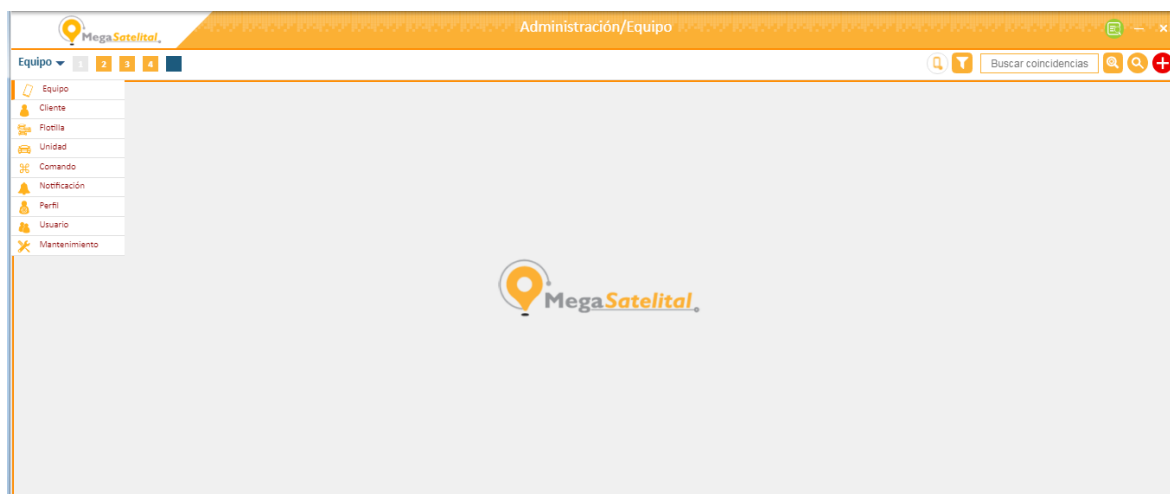 MegaSatelital
Administración/Equipo
Equipo
1
2
3
4
Buscar coincidencias
Equipo
Cliente
Flotilla
Unidad
Comando
Notificación
Perfil
Usuario
Mantenimiento
MegaSatelital